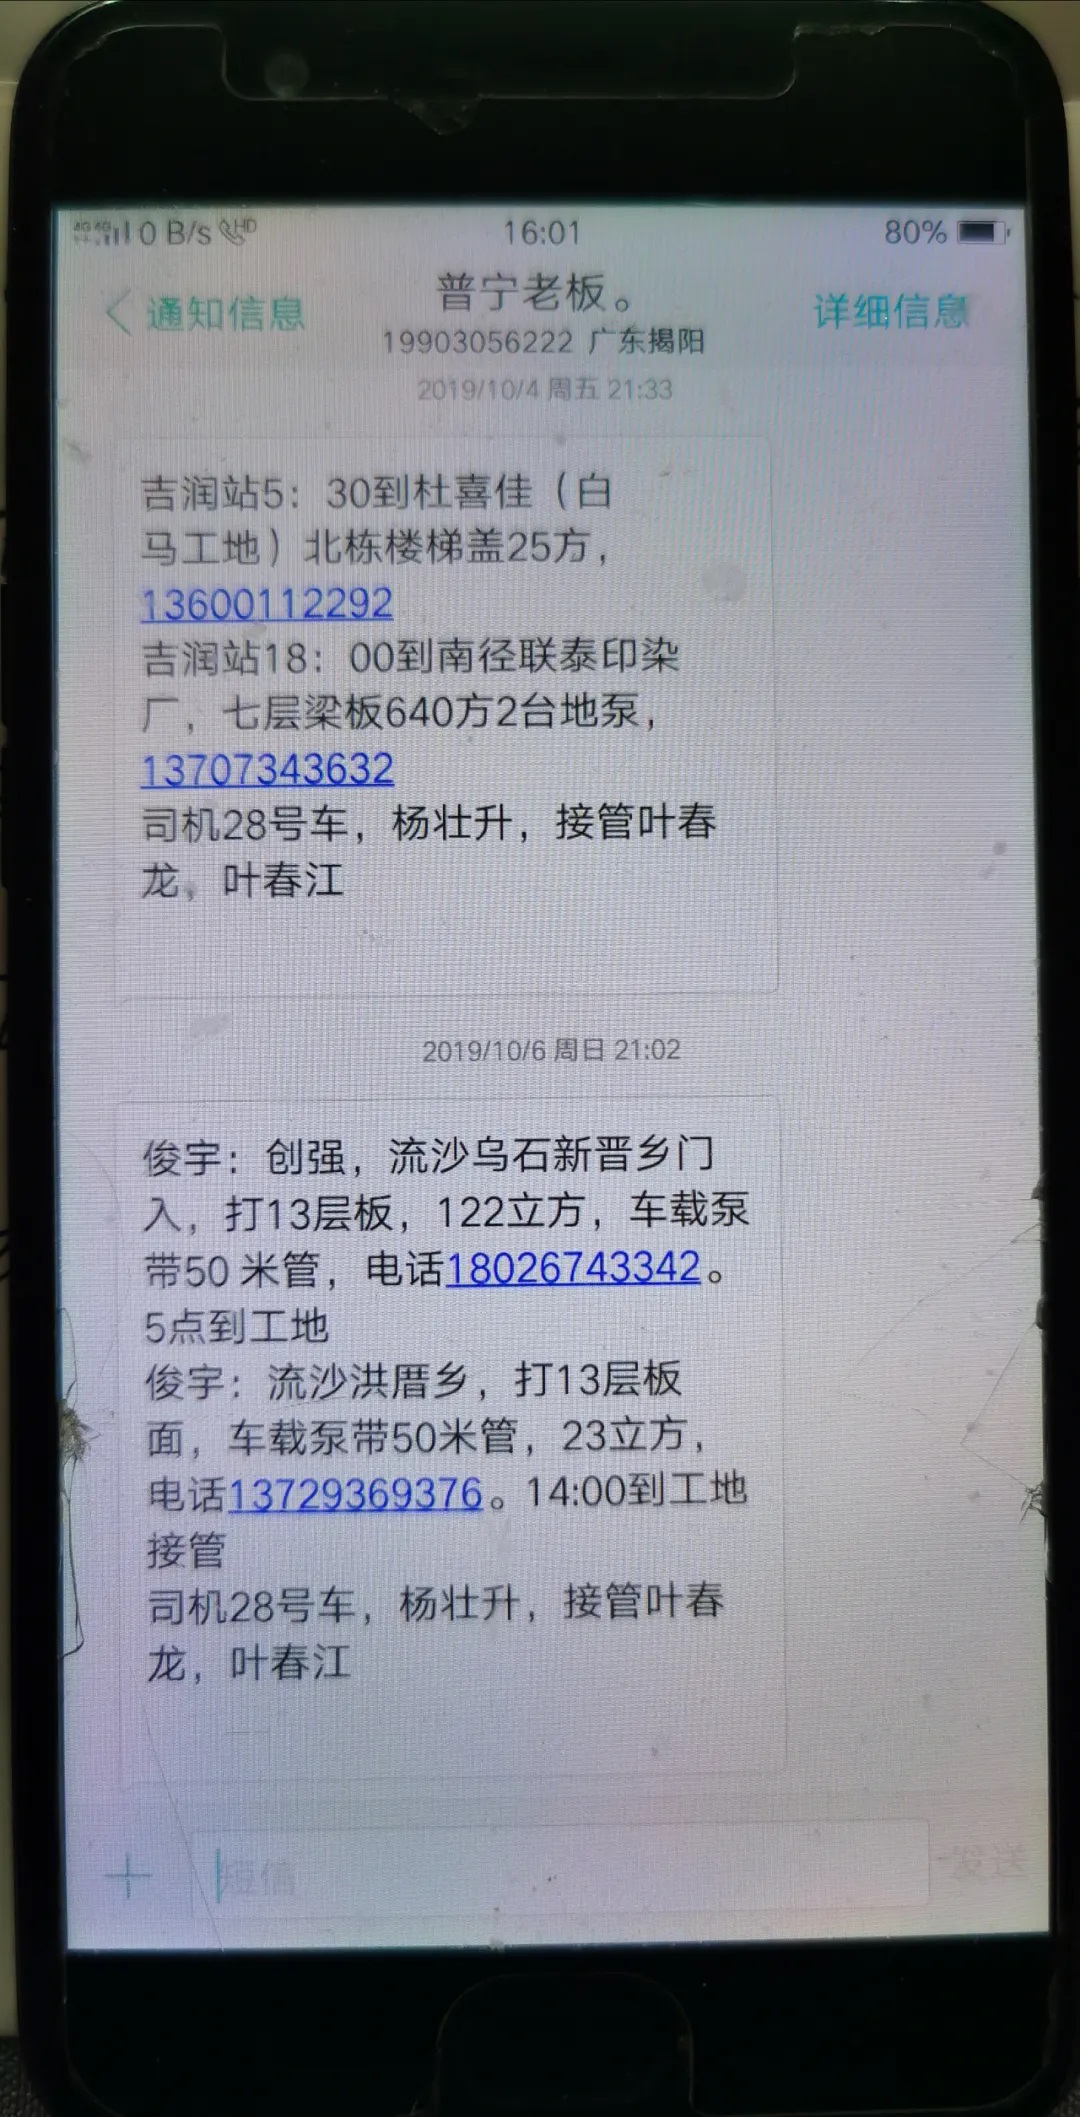 0 B/s HD 16:01 80%
通知信息 普宁老板。 详细信息
19903056222 广东揭阳
2019/10/4 周五 21:33
吉润站5：30到杜喜佳（白
马工地）北栋楼梯盖25方，
13600112292
吉润站18：00到南径联泰印染
厂，七层梁板640方2台地泵，
13707343632
司机28号车，杨壮升，接管叶春
龙，叶春江
2019/10/6 周日 21:02
俊宇：创强，流沙乌石新晋乡门
入，打13层板，122立方，车载泵
带50 米管，电话18026743342。
5点到工地
俊宇：流沙洪厝乡，打13层板
面，车载泵带50米管，23立方，
电话13729369376。14:00到工地
接管
司机28号车，杨壮升，接管叶春
龙，叶春江
短信 发送